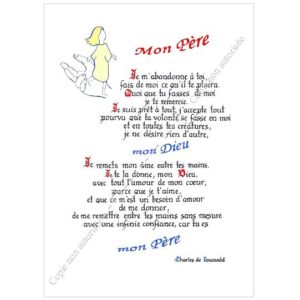 Mon Père
Je m'abandonne à toi,
fais de moi ce qu'il te plaira.
Quoi que tu fasses de moi
je te remercie.
Je suis prêt à tout, j'accepte tout
pourvu que ta volonté se fasse en moi
et en toutes tes créatures,
je ne désire rien d'autre,
mon Dieu
Je remets mon âme entre tes mains.
Je te la donne, mon Dieu,
avec tout l'amour de mon cœur,
parce que je t'aime,
et que ce m'est un besoin d'amour
de me donner,
de me remettre entre tes mains sans mesure
avec une infinie confiance, car tu es
mon Père
Charles de Foucauld
Copie non autorisée
Copie non autorisée